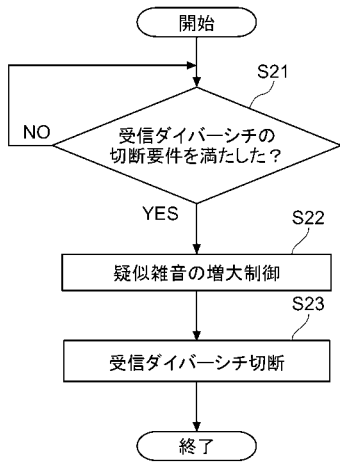 開始
S21
NO
受信ダイバーシチの
切断要件を満たした？
YES
S22
疑似雑音の増大制御
S23
受信ダイバーシチ切断
終了